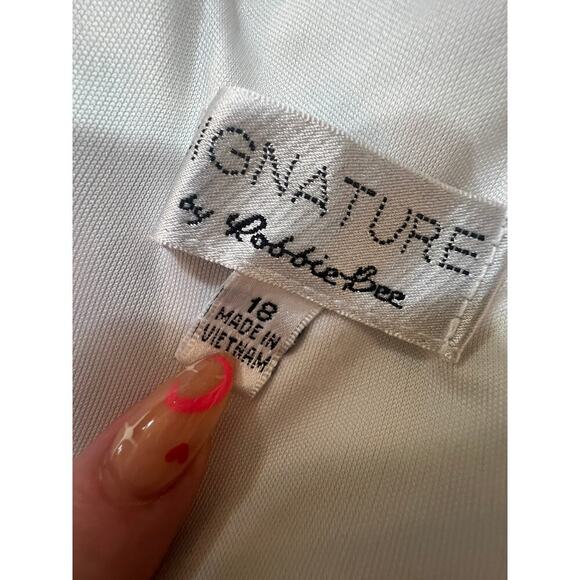 IGNATURE
by Robbie Bee
18
MADE IN
VIETNAM